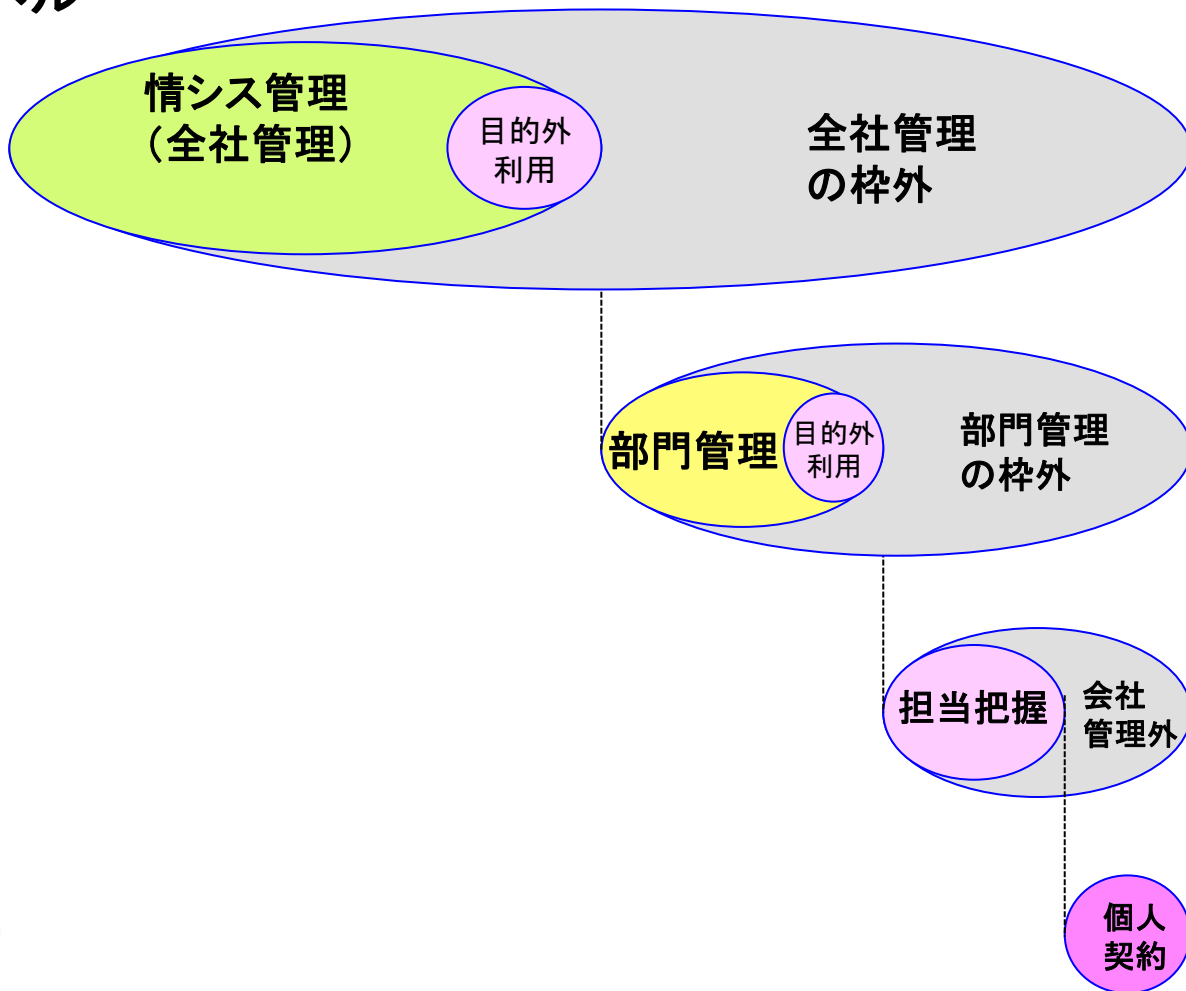 情シス管理
（全社管理）
目的外
利用
全社管理
の枠外
部門管理
目的外
利用
部門管理
の枠外
担当把握
会社
管理外
個人
契約